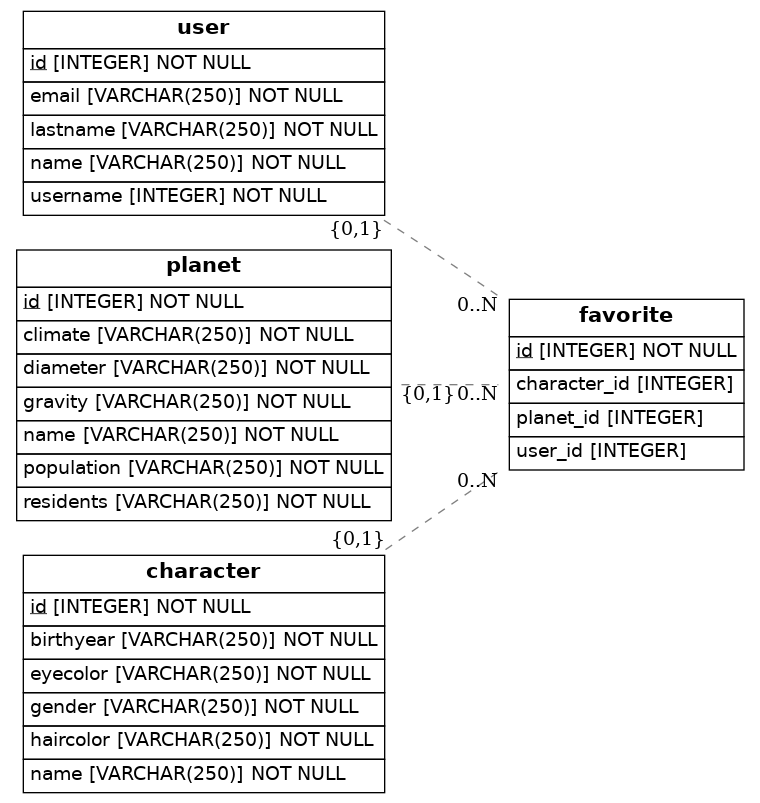 user
id [INTEGER] NOT NULL
email [VARCHAR(250)] NOT NULL
lastname [VARCHAR(250)] NOT NULL
name [VARCHAR(250)] NOT NULL
username [INTEGER] NOT NULL
{0,1}
planet
id [INTEGER] NOT NULL
climate [VARCHAR(250)] NOT NULL
diameter [VARCHAR(250)] NOT NULL
gravity [VARCHAR(250)] NOT NULL
name [VARCHAR(250)] NOT NULL
population [VARCHAR(250)] NOT NULL
residents [VARCHAR(250)] NOT NULL
{0,1}
0..N
0..N
0..N
favorite
id [INTEGER] NOT NULL
character_id [INTEGER]
planet_id [INTEGER]
user_id [INTEGER]
{0,1}
character
id [INTEGER] NOT NULL
birthyear [VARCHAR(250)] NOT NULL
eyecolor [VARCHAR(250)] NOT NULL
gender [VARCHAR(250)] NOT NULL
haircolor [VARCHAR(250)] NOT NULL
name [VARCHAR(250)] NOT NULL